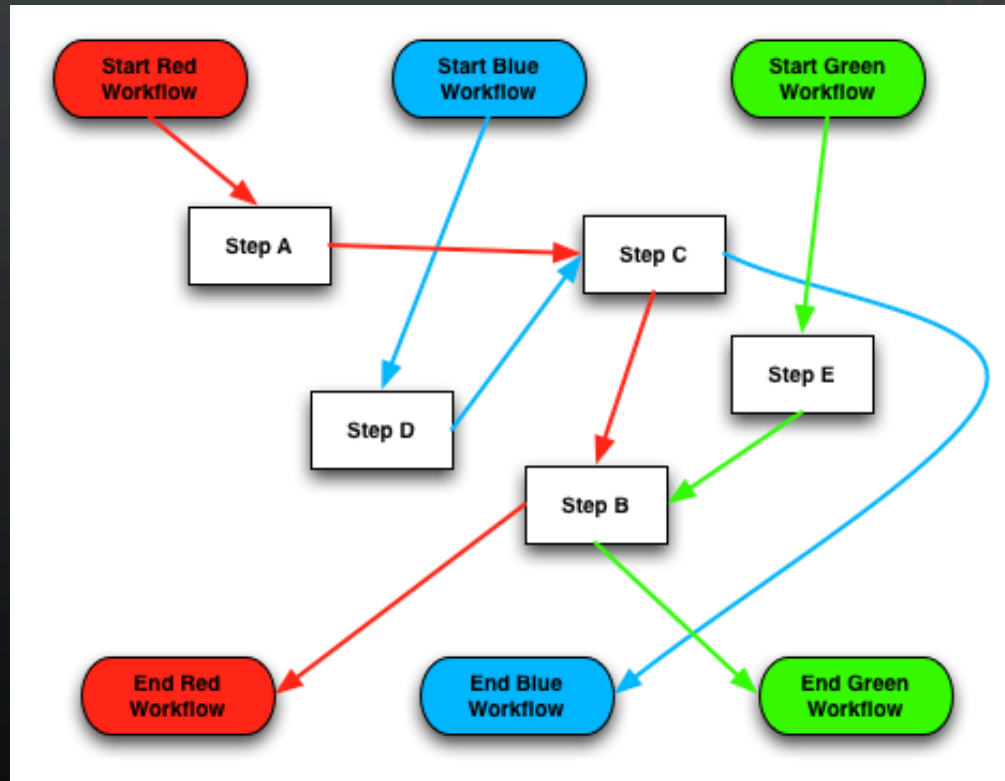 Start Red
Workflow
Start Blue
Workflow
Start Green
Workflow
Step A
Step C
Step E
Step D
Step B
End Red
Workflow
End Blue
Workflow
End Green
Workflow